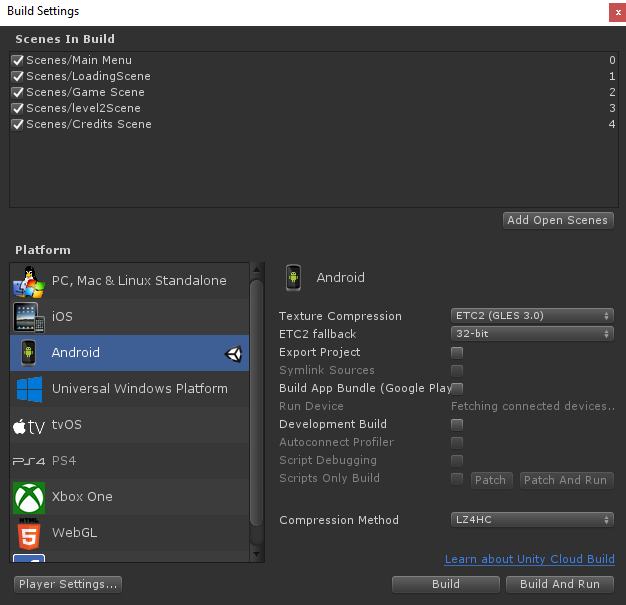 Build Settings
x
Scenes In Build
Scenes/Main Menu 0
Scenes/LoadingScene 1
Scenes/Game Scene 2
Scenes/level2Scene 3
Scenes/Credits Scene 4
Add Open Scenes
Platform
PC, Mac & Linux Standalone
iOS
Android
Universal Windows Platform
tv tvOS
PS4 PS4
Xbox One
HTML 5 WebGL
Android
Texture Compression ETC2 (GLES 3.0)
ETC2 fallback 32-bit
Export Project
Symlink Sources
Build App Bundle (Google Play
Run Device Fetching connected devices..
Development Build
Autoconnect Profiler
Script Debugging
Scripts Only Build Patch Patch And Run
Compression Method LZ4HC
Learn about Unity Cloud Build
Player Settings... Build Build And Run